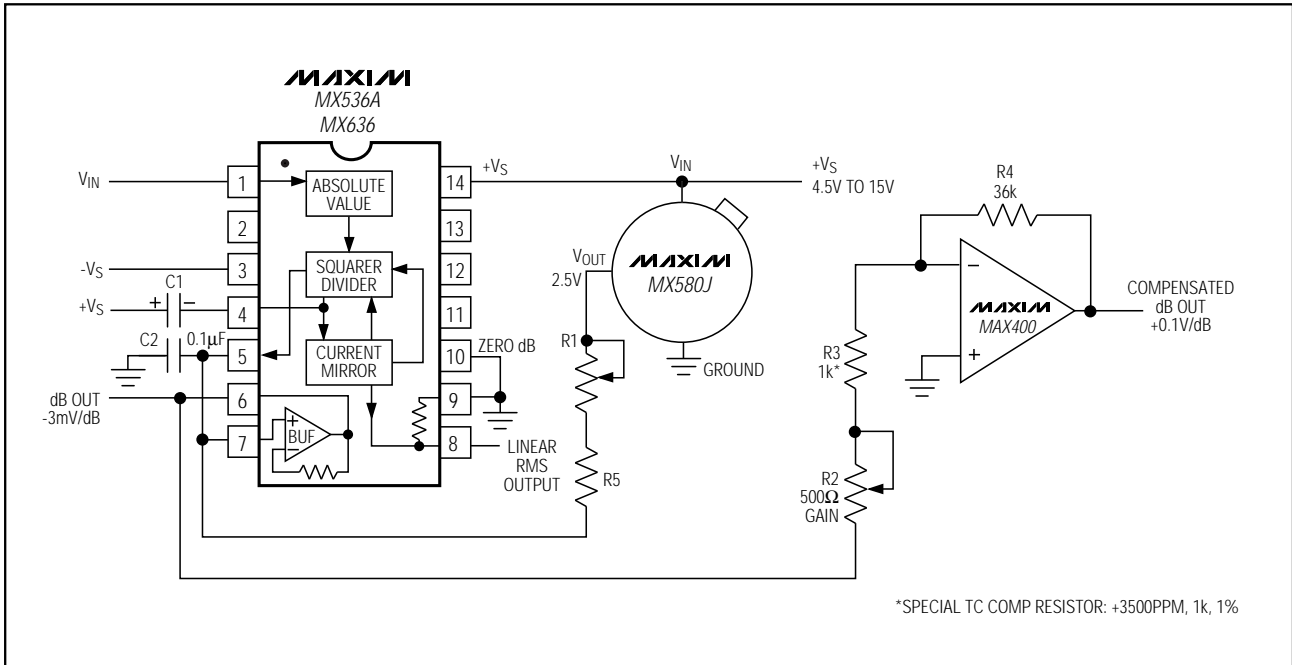 MAXIM
MX536A
MX636
VIN
1
ABSOLUTE
VALUE
14
+VS
VIN
+VS
4.5V TO 15V
2
13
-VS
3
SQUARER
DIVIDER
12
C1
+VS
+
−
4
11
C2
0.1µF
5
CURRENT
MIRROR
10
ZERO dB
dB OUT
-3mV/dB
6
9
7
+
−
BUF
8
LINEAR
RMS
OUTPUT
VOUT
2.5V
MAXIM
MX580J
GROUND
R1
R5
R4
36k
−
+
MAXIM
MAX400
COMPENSATED
dB OUT
+0.1V/dB
R3
1k*
R2
500Ω
GAIN
*SPECIAL TC COMP RESISTOR: +3500PPM, 1k, 1%